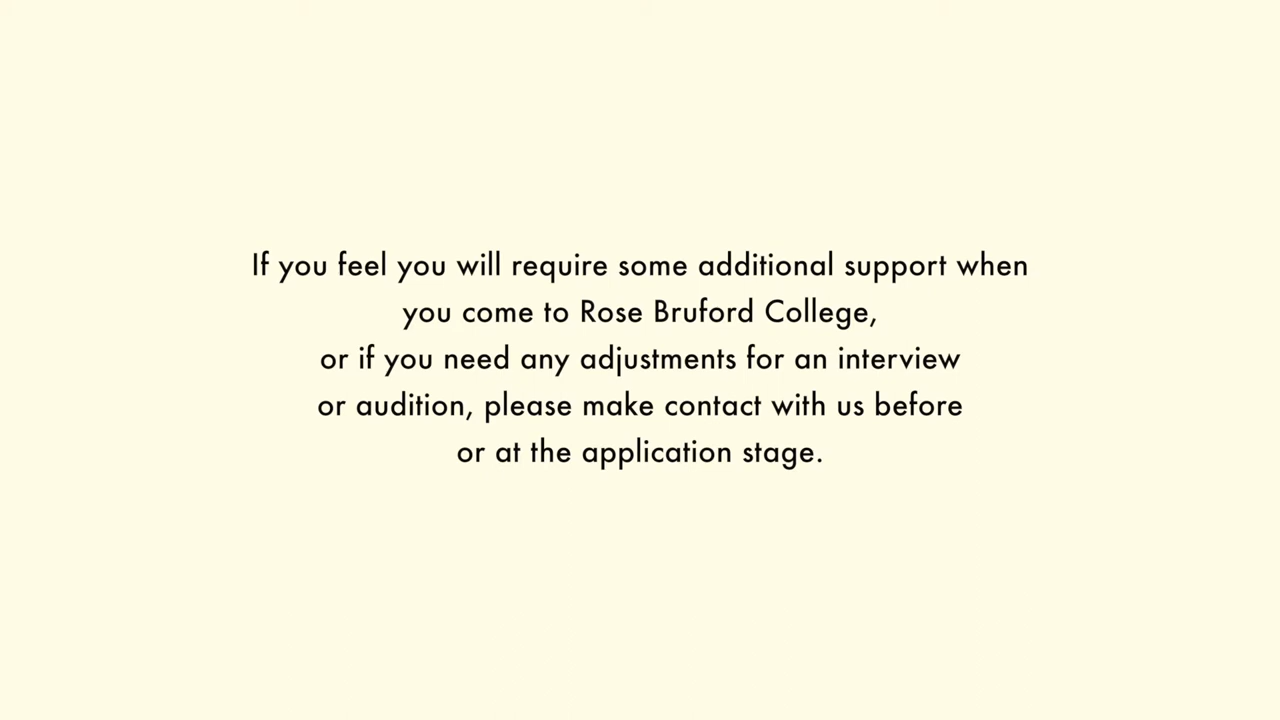 If you feel you will require some additional support when
you come to Rose Bruford College,
or if you need any adjustments for an interview
or audition, please make contact with us before
or at the application stage.